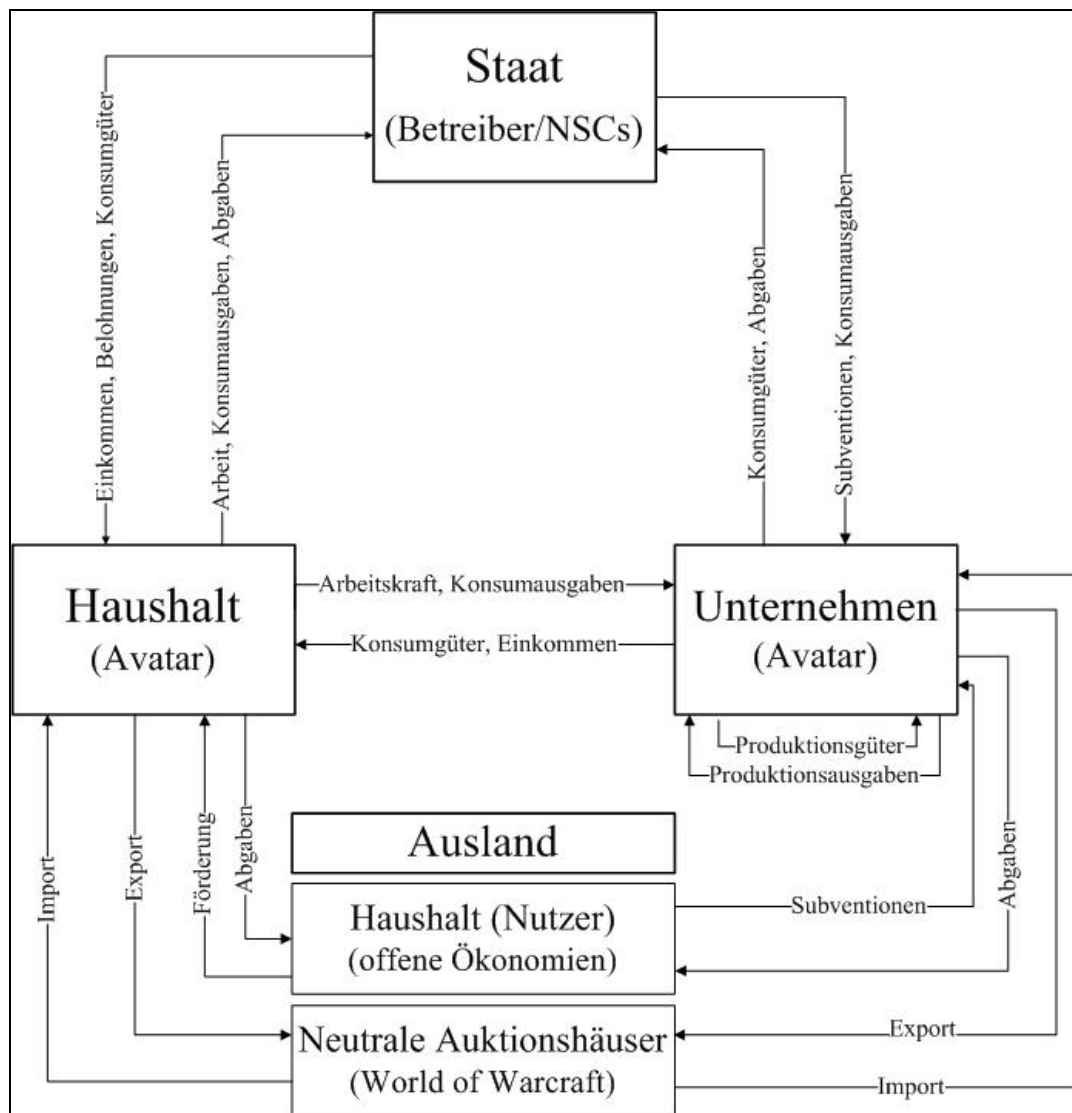 Staat
(Betreiber/NSCs)
Einkommen, Belohnungen, Konsumgüter
Arbeit, Konsumausgaben, Abgaben
Konsumgüter, Abgaben
Subventionen, Konsumausgaben
Haushalt
(Avatar)
Arbeitskraft, Konsumausgaben
Konsumgüter, Einkommen
Unternehmen
(Avatar)
Produktionsgüter
Produktionsausgaben
Import
Export
Förderung
Abgaben
Abgaben
Ausland
Haushalt (Nutzer)
(offene Ökonomien)
Subventionen
Neutrale Auktionshäuser
(World of Warcraft)
Export
Import